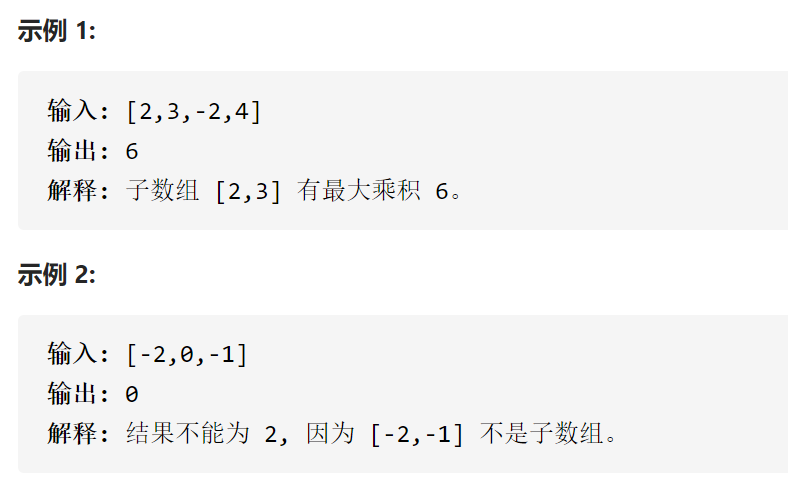 示例 1:
输入: [2,3,-2,4]
输出: 6
解释: 子数组 [2,3] 有最大乘积 6。
示例 2:
输入: [-2,0,-1]
输出: 0
解释: 结果不能为 2, 因为 [-2,-1] 不是子数组。